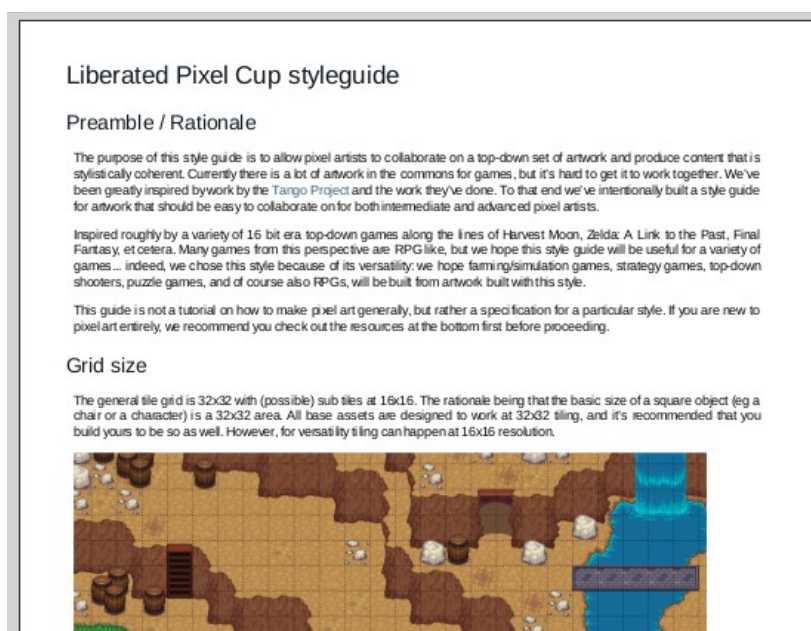 Liberated Pixel Cup styleguide
Preamble / Rationale
The purpose of this style guide is to allow pixel artists to collaborate on a top-down set of artwork and produce content that is
stylistically coherent. Currently there is a lot of artwork in the commons for games, but it's hard to get it to work together. We've
been greatly inspired by work by the Tango Project and the work they've done. To that end we've intentionally built a style guide
for artwork that should be easy to collaborate on for both intermediate and advanced pixel artists.
Inspired roughly by a variety of 16 bit era top-down games along the lines of Harvest Moon, Zelda: A Link to the Past, Final
Fantasy, et cetera. Many games from this perspective are RPG like, but we hope this style guide will be useful for a variety of
games... indeed, we chose this style because of its versatility: we hope farming/simulation games, strategy games, top-down
shooters, puzzle games, and of course also RPGs, will be built from artwork built with this style.
This guide is not a tutorial on how to make pixel art generally, but rather a specification for a particular style. If you are new to
pixel art entirely, we recommend you check out the resources at the bottom first before proceeding.
Grid size
The general tile grid is 32x32 with (possible) sub tiles at 16x16. The rationale being that the basic size of a square object (eg a
chair or a character) is a 32x32 area. All base assets are designed to work at 32x32 tiling, and it's recommended that you
build yours to be so as well. However, for versatility tiling can happen at 16x16 resolution.